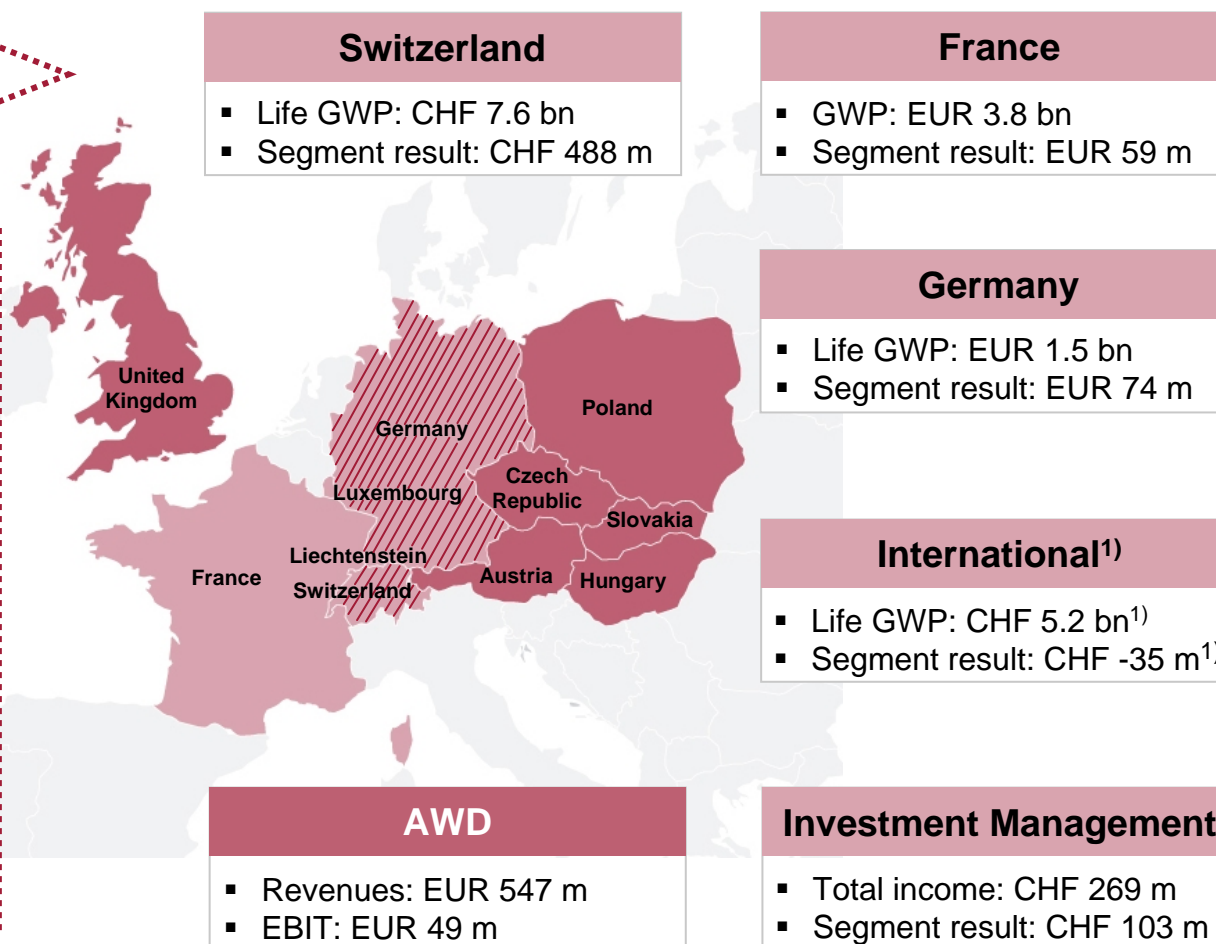 Switzerland
▪ Life GWP: CHF 7.6 bn
▪ Segment result: CHF 488 m
France
▪ GWP: EUR 3.8 bn
▪ Segment result: EUR 59 m
Germany
▪ Life GWP: EUR 1.5 bn
▪ Segment result: EUR 74 m
International¹⁾
▪ Life GWP: CHF 5.2 bn¹⁾
▪ Segment result: CHF -35 m¹⁾
United
Kingdom
Poland
Germany
Czech
Republic
Luxembourg
Slovakia
Liechtenstein
France
Switzerland
Austria
Hungary
AWD
▪ Revenues: EUR 547 m
▪ EBIT: EUR 49 m
Investment Management
▪ Total income: CHF 269 m
▪ Segment result: CHF 103 m